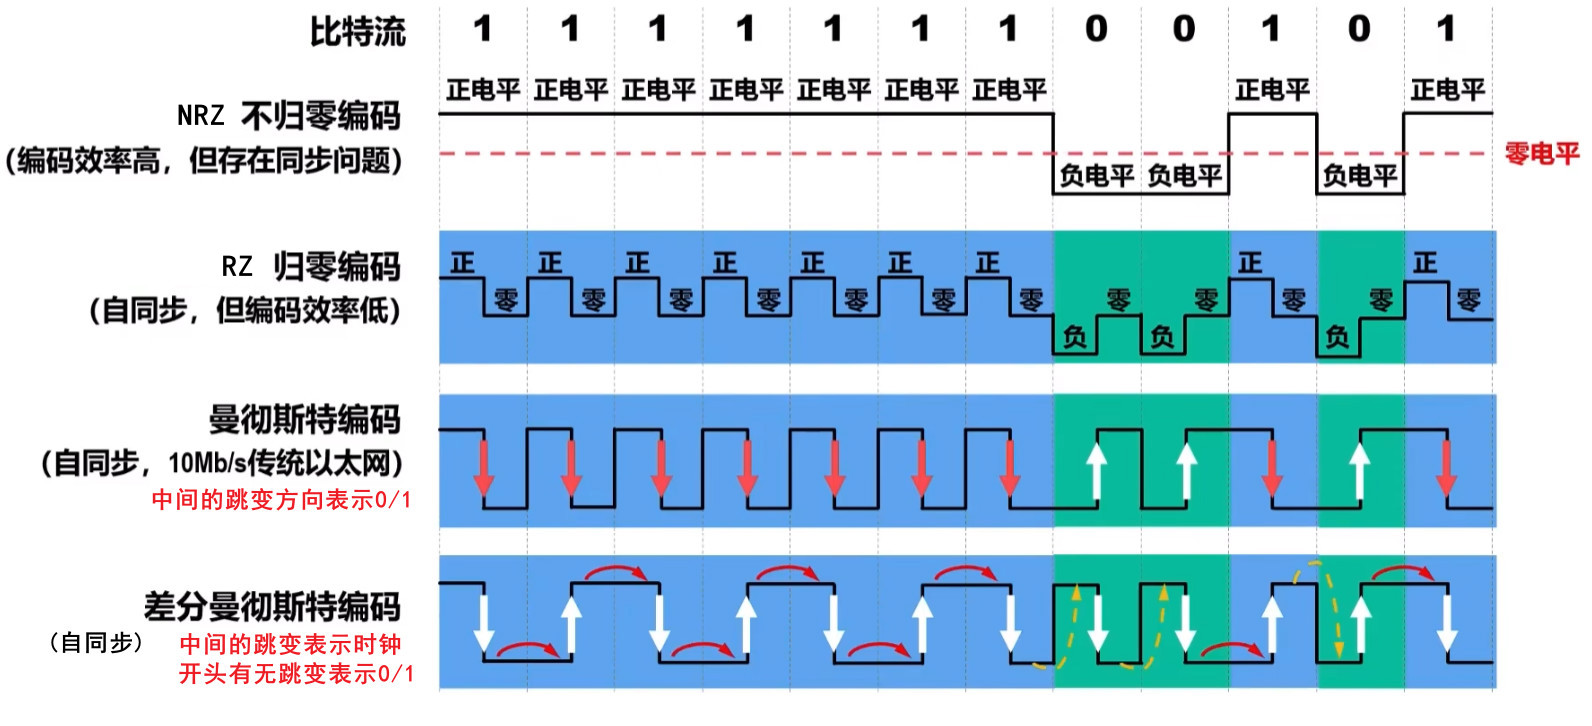 比特流 1 1 1 1 1 1 1 0 0 1 0 1
正电平 正电平 正电平 正电平 正电平 正电平 正电平 正电平 正电平
NRZ 不归零编码
(编码效率高，但存在同步问题)
零电平
负电平 负电平 负电平
RZ 归零编码
(自同步，但编码效率低)
正 正 正 正 正 正 正 正 正
零 零 零 零 零 零 零 零 零 零 零 零
负 负 负
曼彻斯特编码
(自同步，10Mb/s传统以太网)
中间的跳变方向表示0/1
差分曼彻斯特编码
(自同步) 中间的跳变表示时钟
开头有无跳变表示0/1